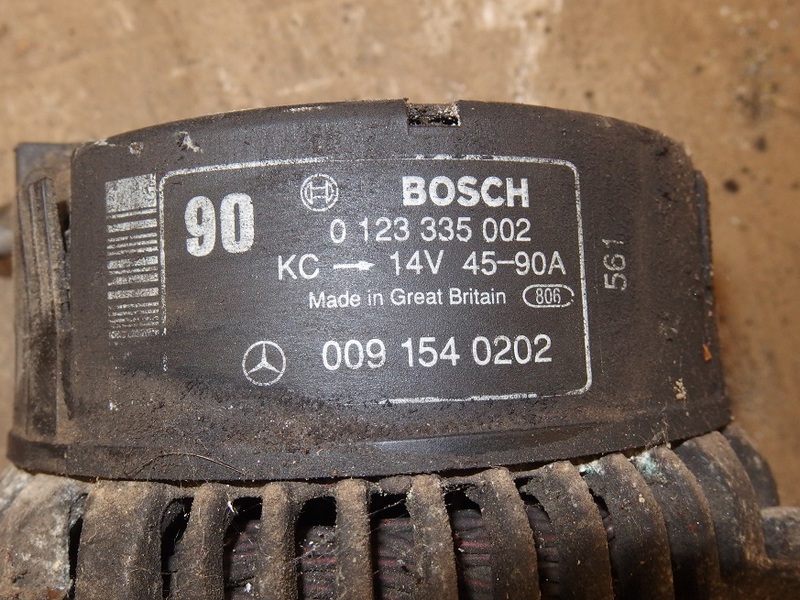 90
BOSCH
0 123 335 002
KC → 14V 45-90A
Made in Great Britain 806
009 154 0202
561